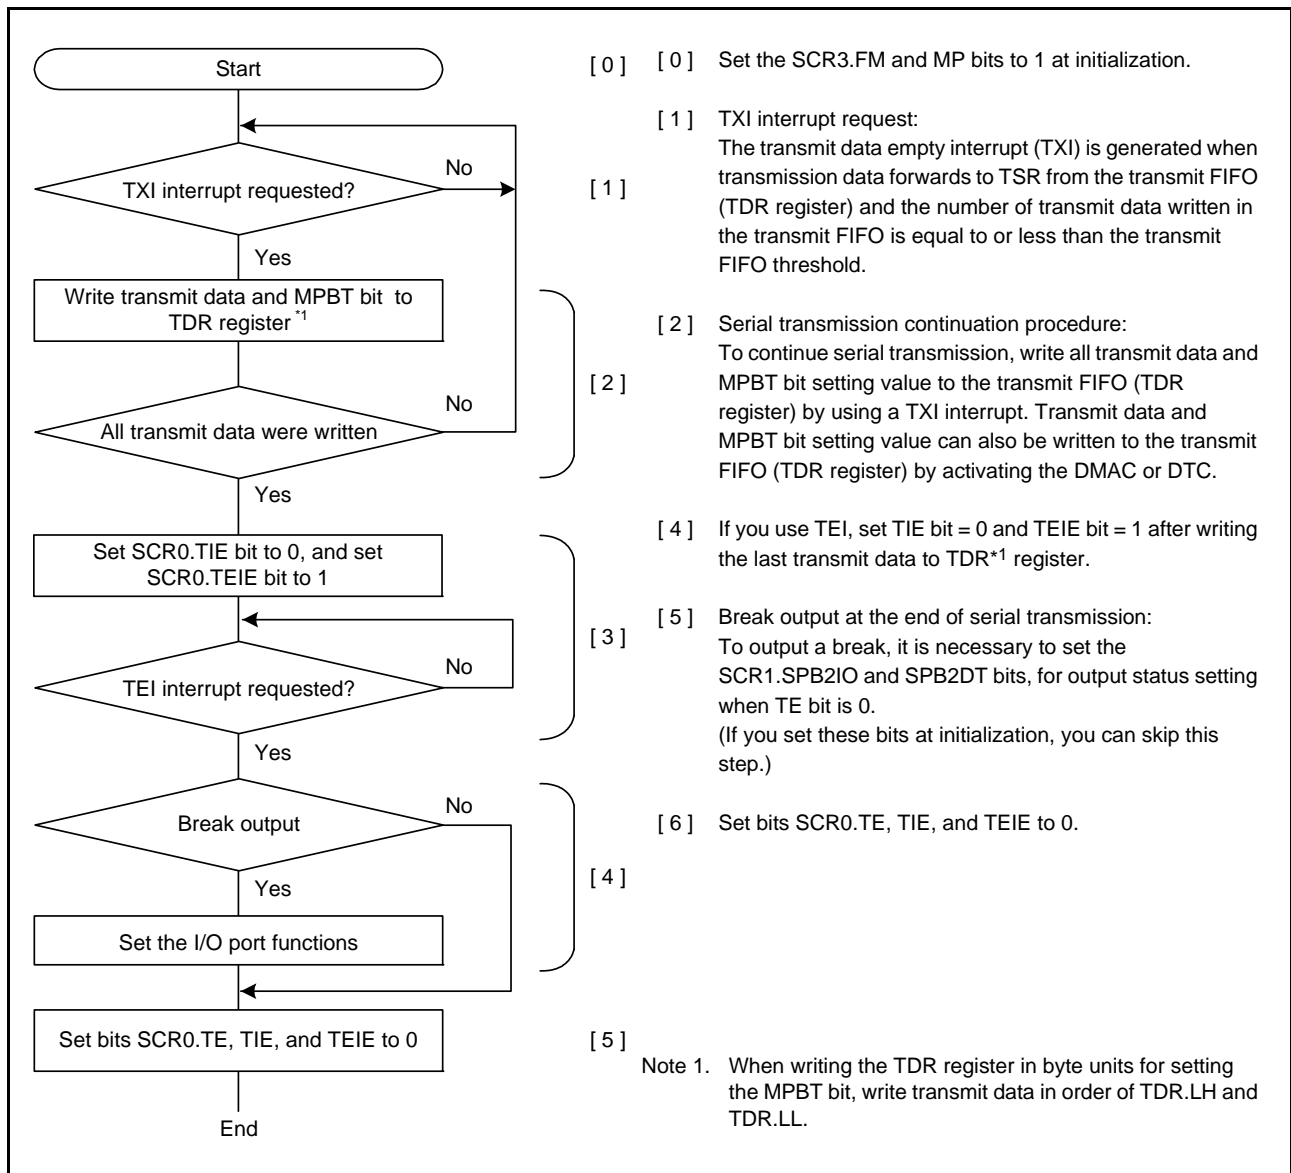 Start
[ 0 ]
TXI interrupt requested?
No
[ 1 ]
Yes
Write transmit data and MPBT bit to
TDR register *1
[ 2 ]
All transmit data were written
No
Yes
Set SCR0.TIE bit to 0, and set
SCR0.TEIE bit to 1
[ 3 ]
TEI interrupt requested?
No
Yes
Break output
No
[ 4 ]
Yes
Set the I/O port functions
Set bits SCR0.TE, TIE, and TEIE to 0
[ 5 ]
End
[ 0 ] Set the SCR3.FM and MP bits to 1 at initialization.
[ 1 ] TXI interrupt request:
The transmit data empty interrupt (TXI) is generated when
transmission data forwards to TSR from the transmit FIFO
(TDR register) and the number of transmit data written in
the transmit FIFO is equal to or less than the transmit
FIFO threshold.
[ 2 ] Serial transmission continuation procedure:
To continue serial transmission, write all transmit data and
MPBT bit setting value to the transmit FIFO (TDR
register) by using a TXI interrupt. Transmit data and
MPBT bit setting value can also be written to the transmit
FIFO (TDR register) by activating the DMAC or DTC.
[ 4 ] If you use TEI, set TIE bit = 0 and TEIE bit = 1 after writing
the last transmit data to TDR*1 register.
[ 5 ] Break output at the end of serial transmission:
To output a break, it is necessary to set the
SCR1.SPB2IO and SPB2DT bits, for output status setting
when TE bit is 0.
(If you set these bits at initialization, you can skip this
step.)
[ 6 ] Set bits SCR0.TE, TIE, and TEIE to 0.
Note 1. When writing the TDR register in byte units for setting
the MPBT bit, write transmit data in order of TDR.LH and
TDR.LL.